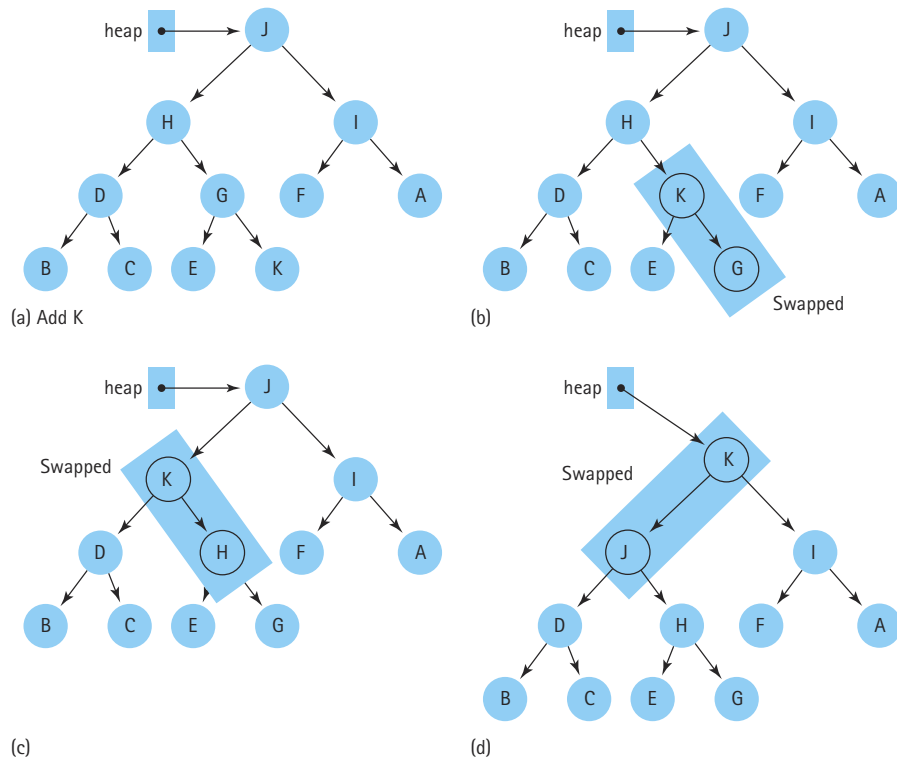 heap J
H I
D G F A
B C E K
(a) Add K
heap J
H I
D K F A
B C E G
Swapped
(b)
heap J
Swapped K I
D H F A
B C E G
(c)
heap
K
Swapped
J I
D H F A
B C E G
(d)